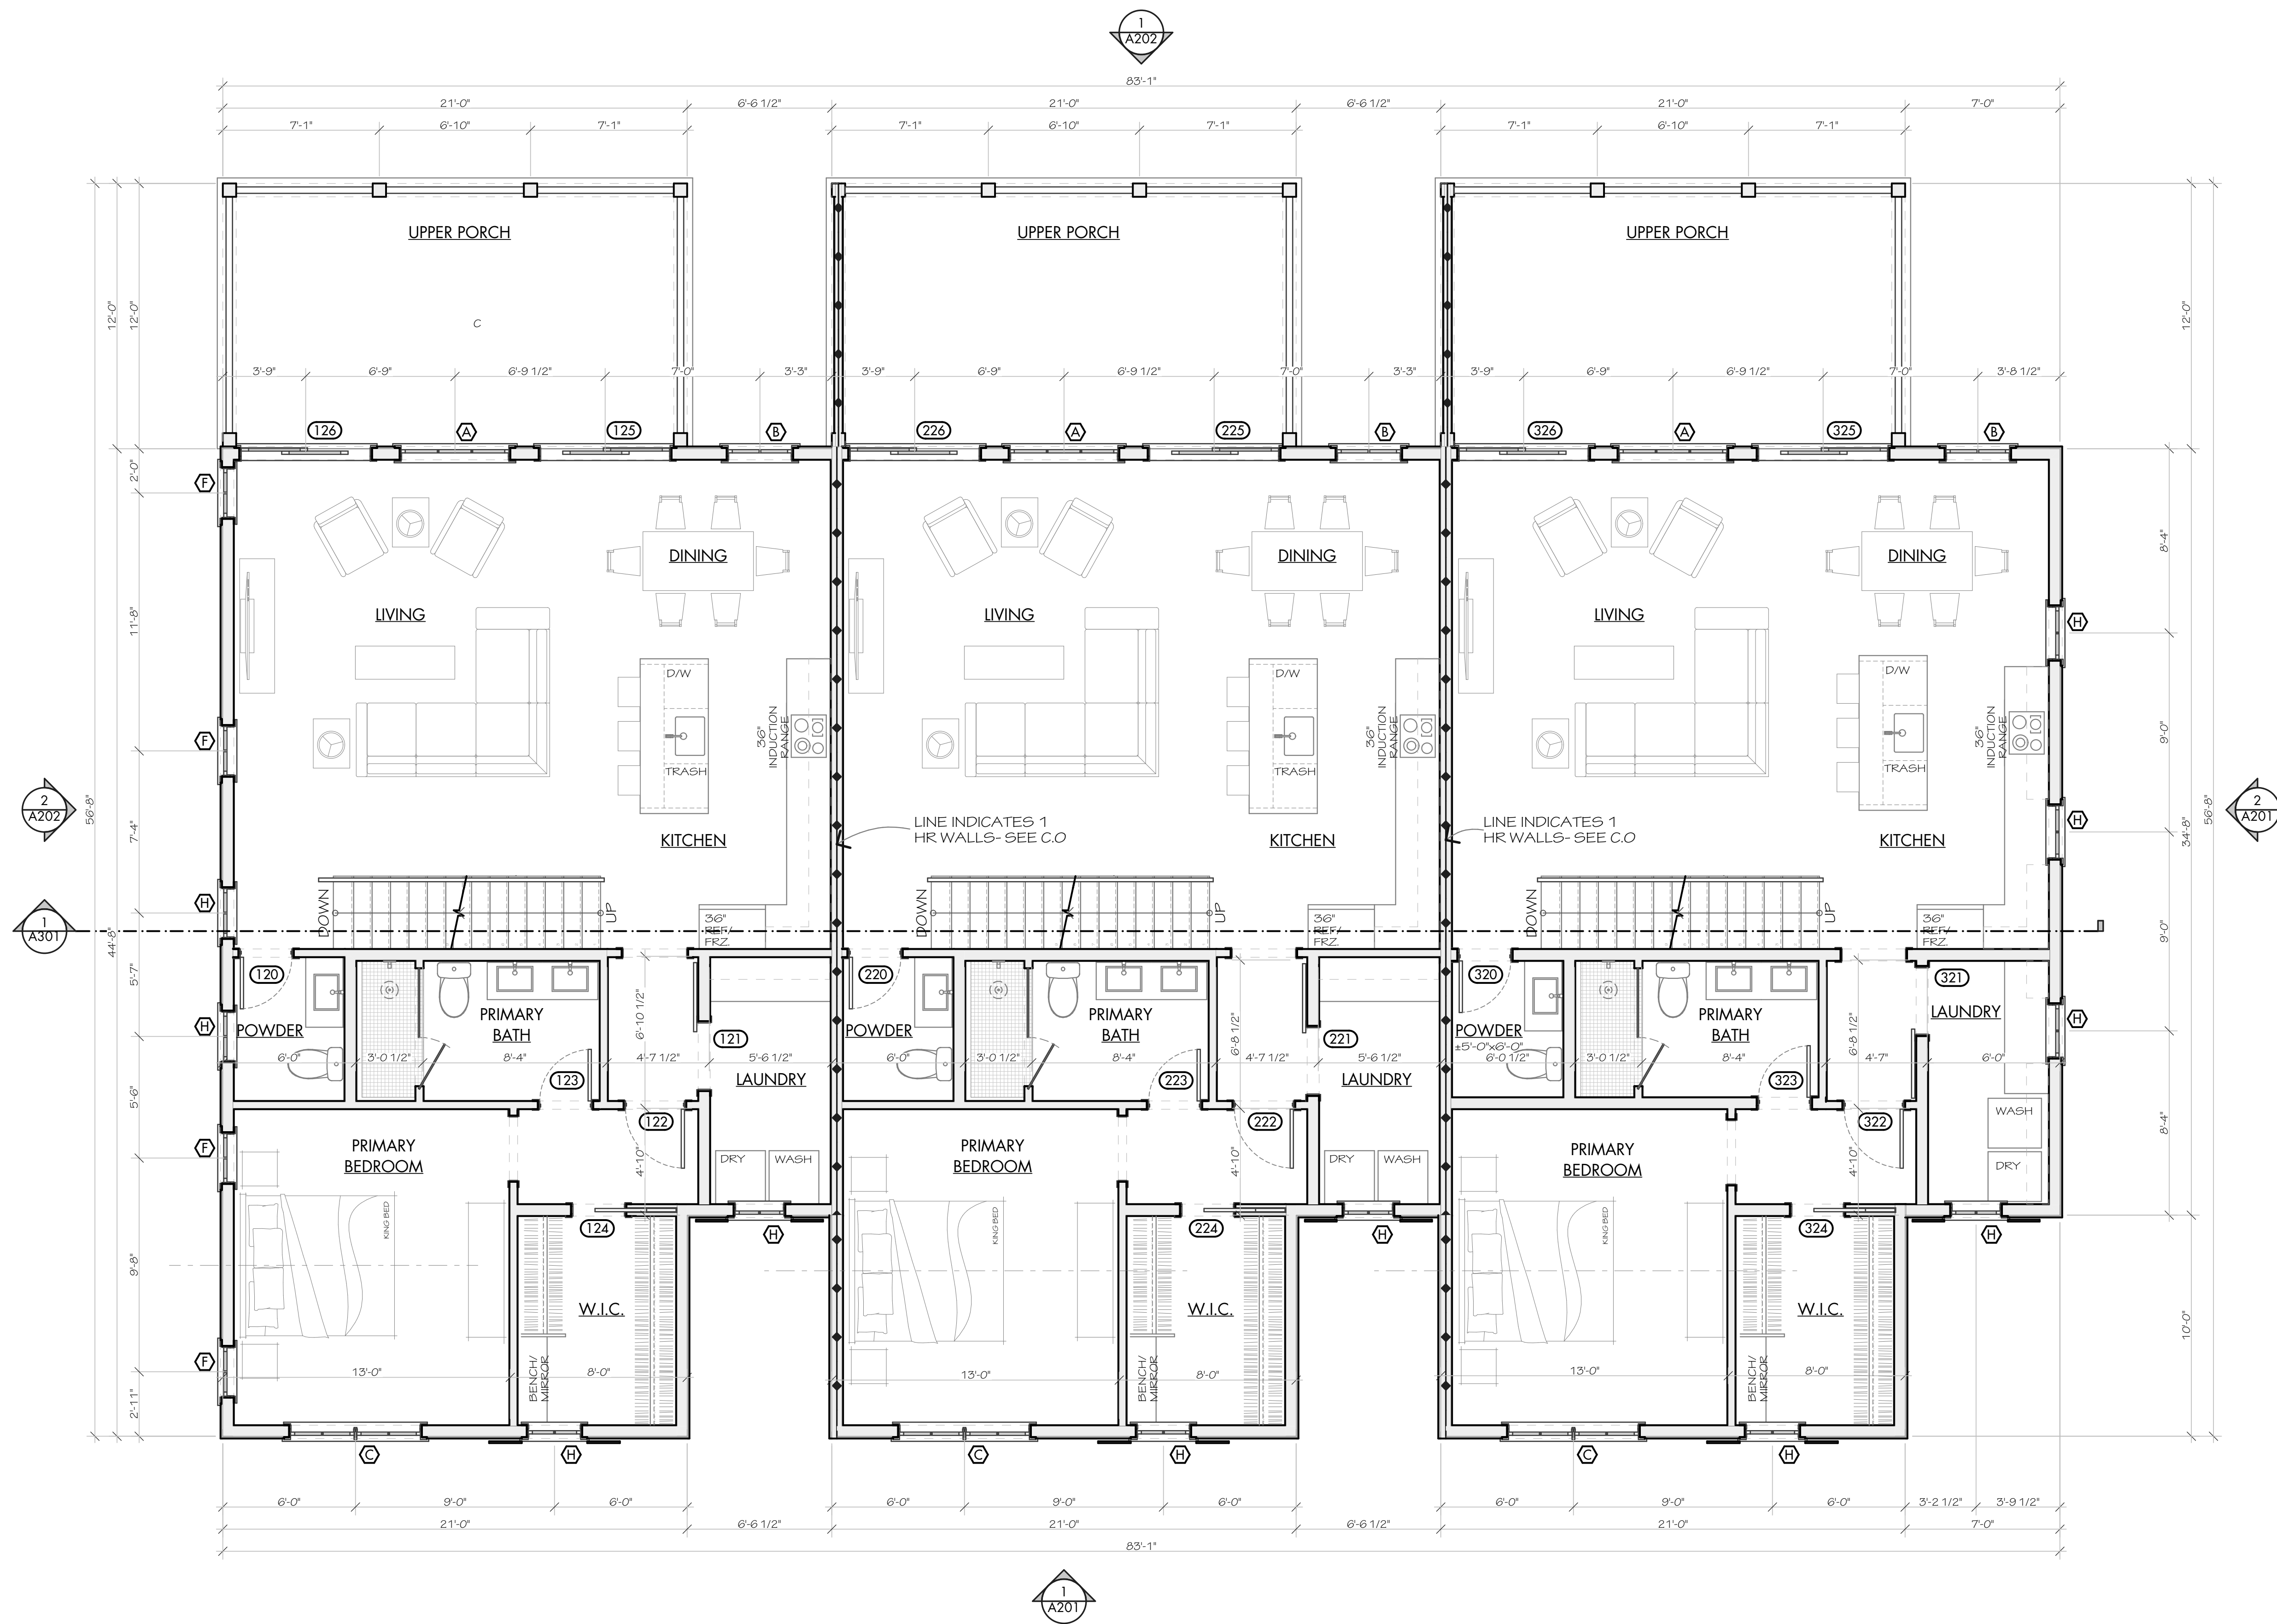 1
A202
83'-1"
21'-0" 6'-6 1/2" 21'-0" 6'-6 1/2" 21'-0" 7'-0"
7'-1" 6'-10" 7'-1" 7'-1" 6'-10" 7'-1" 7'-1" 6'-10" 7'-1"
UPPER PORCH UPPER PORCH UPPER PORCH
12'-0" 12'-0" C 12'-0"
3'-9" 6'-9" 6'-9 1/2" 7'-0" 3'-3" 3'-9" 6'-9" 6'-9 1/2" 7'-0" 3'-3" 3'-9" 6'-9" 6'-9 1/2" 7'-0" 3'-8 1/2"
126 A 125 B 226 A 225 B 326 A 325 B
2'-0"
F
DINING DINING DINING
8'-4"
LIVING LIVING LIVING
11'-8"
H
D/W D/W D/W
36" INDUCTION RANGE
36" INDUCTION RANGE
36" INDUCTION RANGE
9'-0"
F
TRASH TRASH TRASH
2
A202
56'-8"
7'-4"
LINE INDICATES 1
HR WALLS- SEE C.O
LINE INDICATES 1
HR WALLS- SEE C.O
H
34'-8"
56'-8"
2
A201
KITCHEN KITCHEN KITCHEN
H
DOWN UP DOWN UP DOWN UP
36"
REF/
FRZ.
36"
REF/
FRZ.
36"
REF/
FRZ.
1
A301
44'-8"
9'-0"
5'-7"
120 220 320 321
6'-10 1/2" 6'-8 1/2" 6'-8 1/2"
H
POWDER
PRIMARY
BATH
121
POWDER
PRIMARY
BATH
221
POWDER
±5'-0"x6'-0"
PRIMARY
BATH
LAUNDRY
H
6'-0" 3'-0 1/2" 8'-4" 4'-7 1/2" 5'-6 1/2" 6'-0" 3'-0 1/2" 8'-4" 4'-7 1/2" 5'-6 1/2" 6'-0 1/2" 3'-0 1/2" 8'-4" 4'-7" 6'-0"
123 LAUNDRY 223 LAUNDRY 323
5'-6"
122 222 322
WASH
8'-4"
F
PRIMARY
BEDROOM
4'-10"
DRY WASH
PRIMARY
BEDROOM
4'-10"
DRY WASH
PRIMARY
BEDROOM
4'-10"
DRY
KING BED KING BED KING BED
124 H 224 H 324 H
9'-8"
W.I.C. W.I.C. W.I.C.
10'-0"
F
13'-0" 8'-0" 13'-0" 8'-0" 13'-0" 8'-0"
BENCH/
MIRROR
BENCH/
MIRROR
BENCH/
MIRROR
2'-11"
C H C H C H
6'-0" 9'-0" 6'-0" 6'-0" 9'-0" 6'-0" 6'-0" 9'-0" 6'-0" 3'-2 1/2" 3'-9 1/2"
21'-0" 6'-6 1/2" 21'-0" 6'-6 1/2" 21'-0" 7'-0"
83'-1"
1
A201